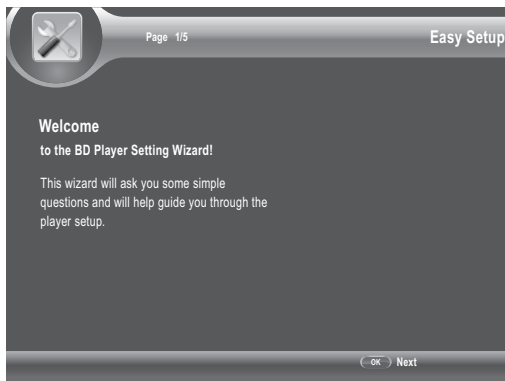 Page 1/5
Easy Setup
Welcome
to the BD Player Setting Wizard!
This wizard will ask you some simple
questions and will help guide you through the
player setup.
OK Next